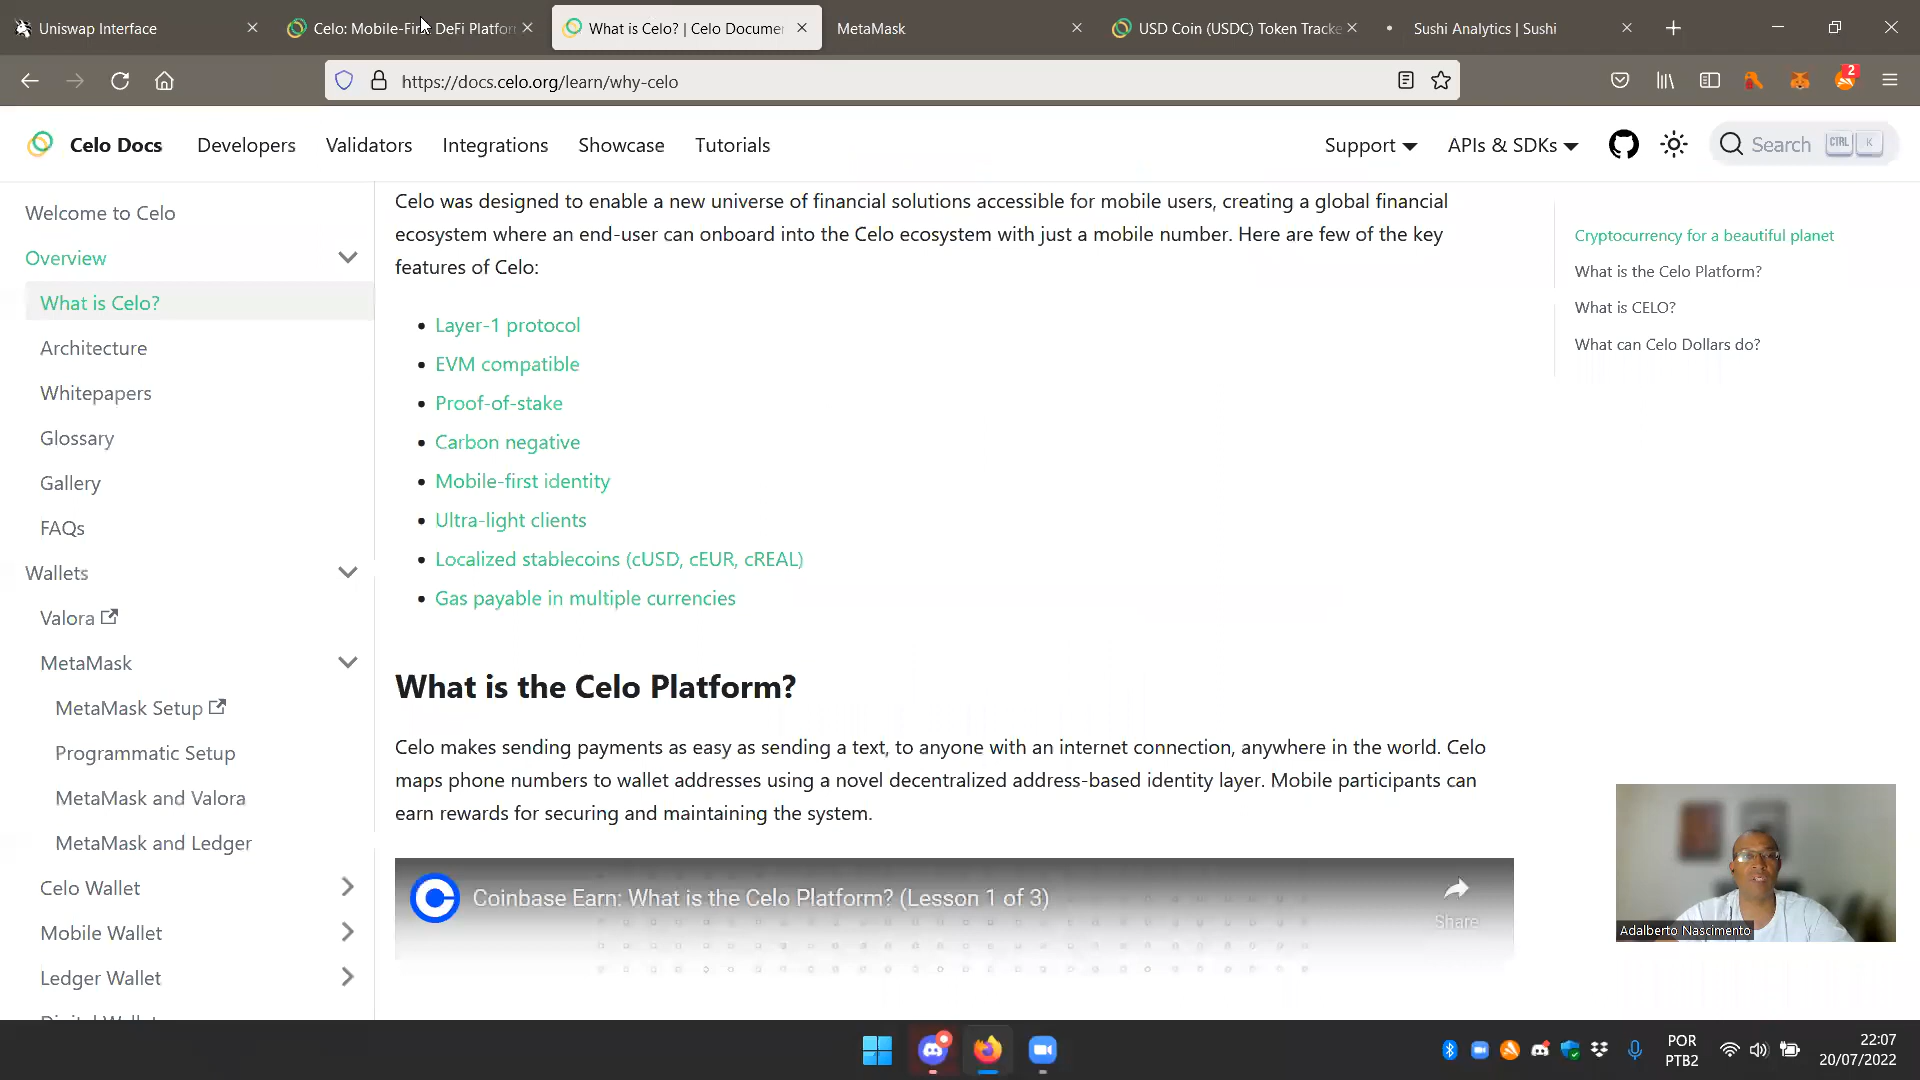 Uniswap Interface
Celo: Mobile-First DeFi Platfor
What is Celo? | Celo Documen
MetaMask
USD Coin (USDC) Token Tracke
Sushi Analytics | Sushi
https://docs.celo.org/learn/why-celo
2
Celo Docs
Developers
Validators
Integrations
Showcase
Tutorials
Support
APIs & SDKs
Search
CTRL
K
Welcome to Celo
Overview
What is Celo?
Architecture
Whitepapers
Glossary
Gallery
FAQs
Wallets
Valora
MetaMask
MetaMask Setup
Programmatic Setup
MetaMask and Valora
MetaMask and Ledger
Celo Wallet
Mobile Wallet
Ledger Wallet
Celo was designed to enable a new universe of financial solutions accessible for mobile users, creating a global financial
ecosystem where an end-user can onboard into the Celo ecosystem with just a mobile number. Here are few of the key
features of Celo:
Layer-1 protocol
EVM compatible
Proof-of-stake
Carbon negative
Mobile-first identity
Ultra-light clients
Localized stablecoins (cUSD, cEUR, cREAL)
Gas payable in multiple currencies
What is the Celo Platform?
Celo makes sending payments as easy as sending a text, to anyone with an internet connection, anywhere in the world. Celo
maps phone numbers to wallet addresses using a novel decentralized address-based identity layer. Mobile participants can
earn rewards for securing and maintaining the system.
Coinbase Earn: What is the Celo Platform? (Lesson 1 of 3)
Share
Cryptocurrency for a beautiful planet
What is the Celo Platform?
What is CELO?
What can Celo Dollars do?
Adalberto Nascimento
POR
PTB2
22:07
20/07/2022